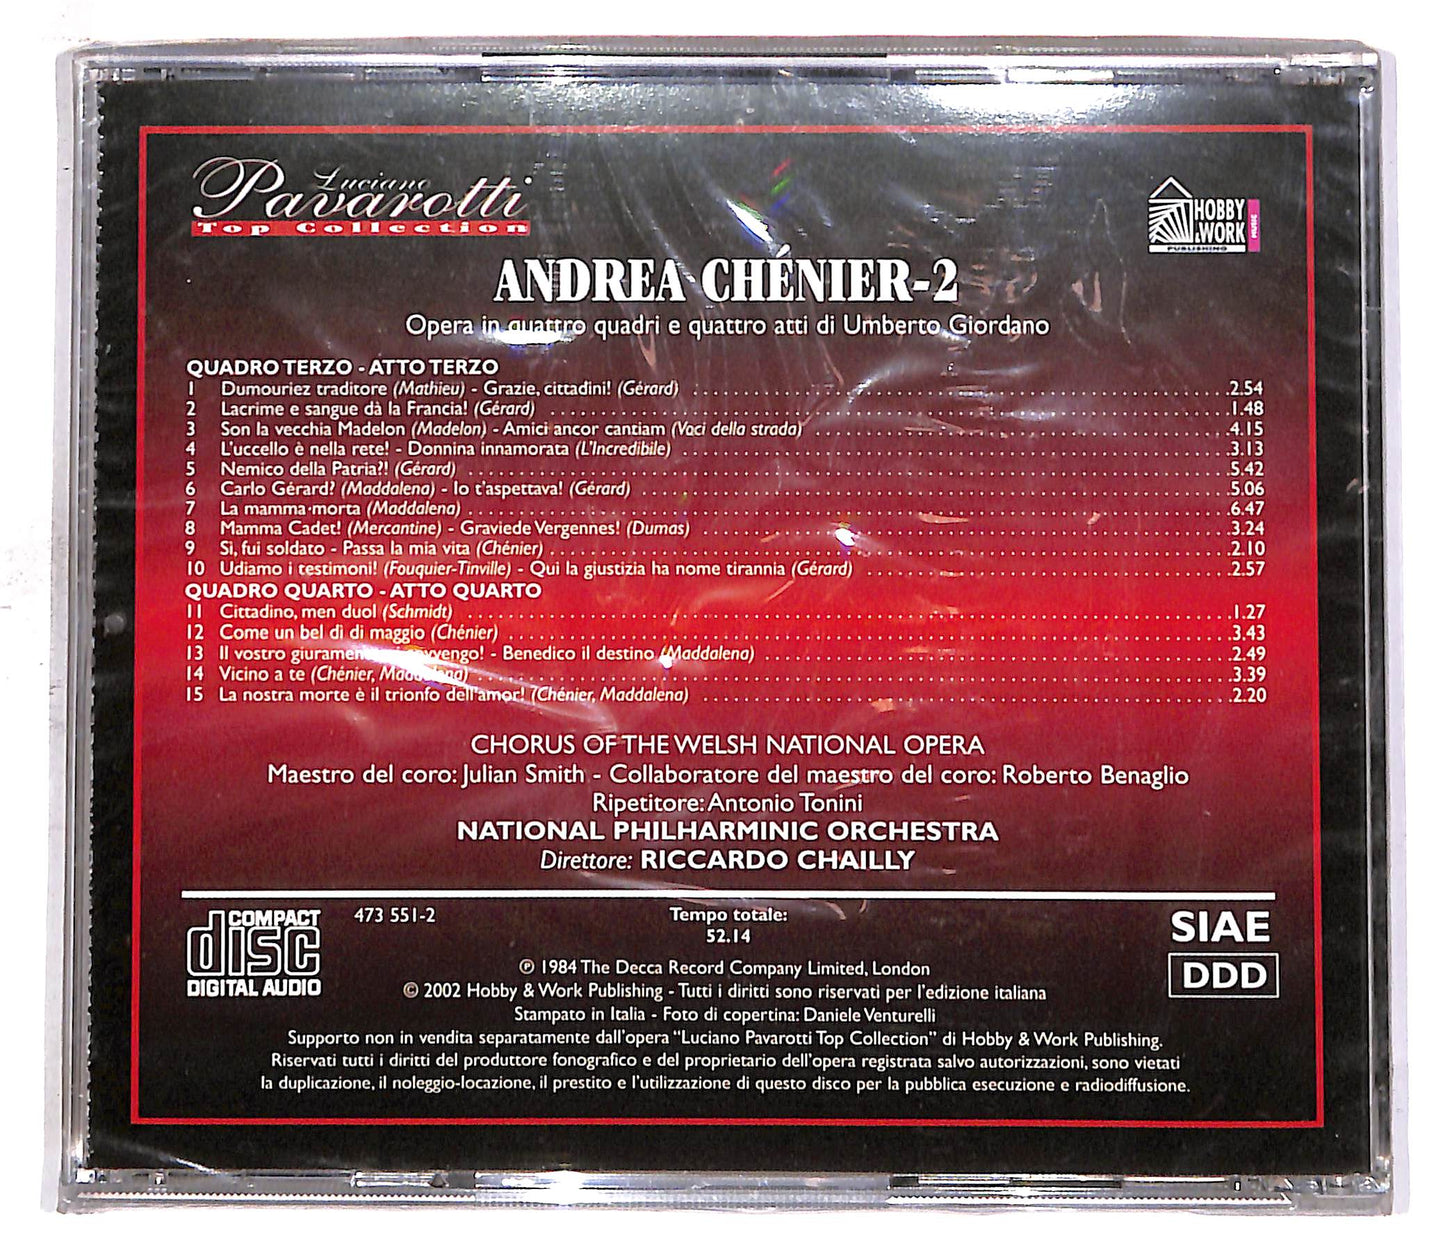 Luciano
Pavarotti
Top Collection
HOBBY
& WORK
PUBLISHING
MUSIC
ANDREA CHÉNIER-2
Opera in quattro quadri e quattro atti di Umberto Giordano
QUADRO TERZO - ATTO TERZO
1 Dumouriez traditore (Mathieu) - Grazie, cittadini! (Gérard) 2.54
2 Lacrime e sangue dà la Francia! (Gérard) 1.48
3 Son la vecchia Madelon (Madelon) - Amici ancor cantiam (Voci della strada) 4.15
4 L'uccello è nella rete! - Donnina innamorata (L'Incredibile) 3.13
5 Nemico della Patria?! (Gérard) 5.42
6 Carlo Gérard? (Maddalena) - Io t'aspettava! (Gérard) 5.06
7 La mamma morta (Maddalena) 6.47
8 Mamma Cadet! (Mercantine) - Graviede Vergennes! (Dumas) 3.24
9 Sì, fui soldato - Passa la mia vita (Chénier) 2.10
10 Udiamo i testimoni! (Fouquier-Tinville) - Qui la giustizia ha nome tirannia (Gérard) 2.57
QUADRO QUARTO - ATTO QUARTO
11 Cittadino, men duol (Schmidt) 1.27
12 Come un bel dì di maggio (Chénier) 3.43
13 Il vostro - Benedico il destino (Maddalena) 2.49
14 Vicino a te (Chénier, Maddalena) 3.39
15 La nostra morte è il trionfo dell'amor! (Chénier, Maddalena) 2.20
CHORUS OF THE WELSH NATIONAL OPERA
Maestro del coro: Julian Smith - Collaboratore del maestro del coro: Roberto Benaglio
Ripetitore: Antonio Tonini
NATIONAL PHILHARMINIC ORCHESTRA
Direttore: RICCARDO CHAILLY
COMPACT
disc
DIGITAL AUDIO
473 551-2
Tempo totale:
52.14
SIAE
DDD
℗ 1984 The Decca Record Company Limited, London
© 2002 Hobby & Work Publishing - Tutti i diritti sono riservati per l'edizione italiana
Stampato in Italia - Foto di copertina: Daniele Venturelli
Supporto non in vendita separatamente dall'opera "Luciano Pavarotti Top Collection" di Hobby & Work Publishing.
Riservati tutti i diritti del produttore fonografico e del proprietario dell'opera registrata salvo autorizzazioni, sono vietati
la duplicazione, il noleggio-locazione, il prestito e l'utilizzazione di questo disco per la pubblica esecuzione e radiodiffusione.